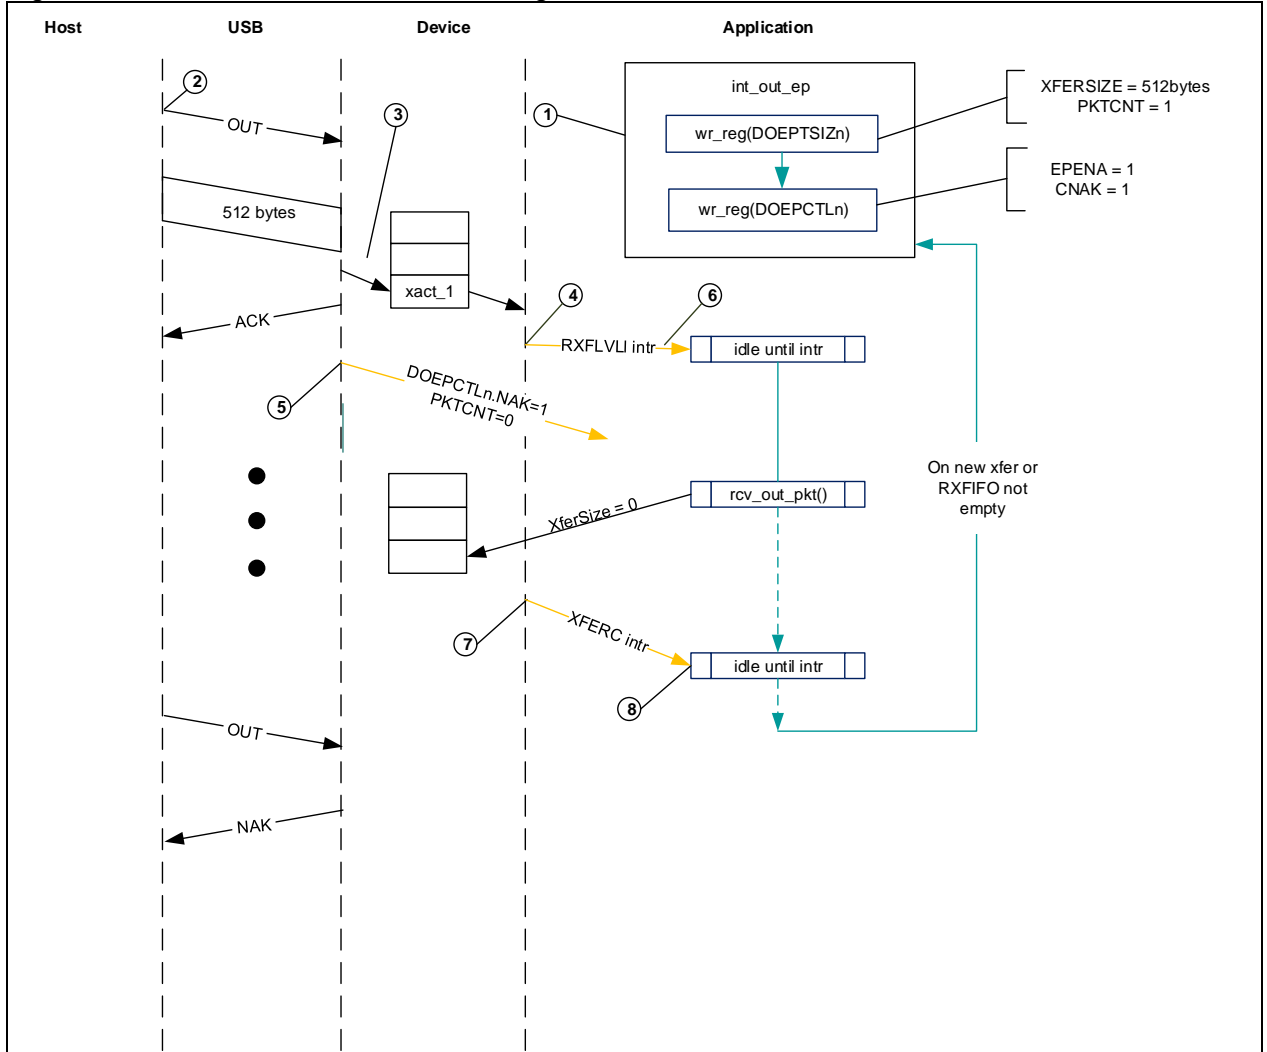 Host
USB
Device
Application
2
OUT
3
1
int_out_ep
wr_reg(DOEPTSIZn)
wr_reg(DOEPCTLn)
XFERSIZE = 512bytes
PKTCNT = 1
EPENA = 1
CNAK = 1
512 bytes
xact_1
ACK
4
6
RXFLVLI intr
idle until intr
5
DOEPCTLn.NAK=1
PKTCNT=0
On new xfer or
RXFIFO not
empty
rcv_out_pkt()
XferSize = 0
7
XFERC intr
idle until intr
8
OUT
NAK